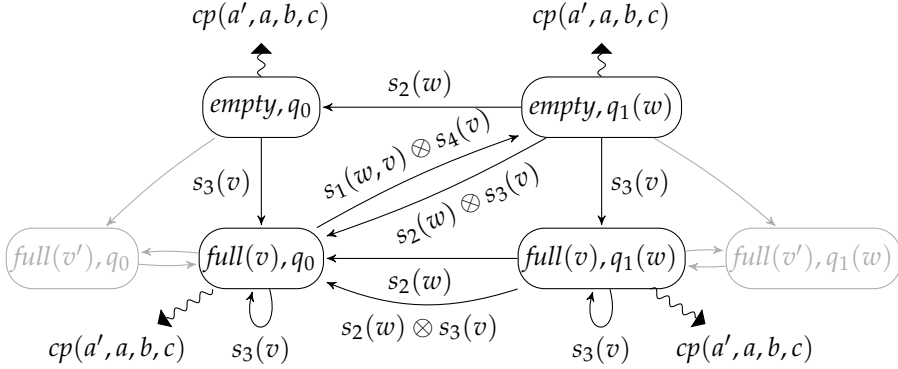 cp(a′, a, b, c) cp(a′, a, b, c)
empty, q₀ s₂(w) empty, q₁(w)
s₃(v) s₁(w, v) ⊗ s₄(v) s₂(w) ⊗ s₃(v) s₃(v)
full(v′), q₀ full(v), q₀ full(v), q₁(w) full(v′), q₁(w)
s₂(w)
cp(a′, a, b, c) s₃(v) s₂(w) ⊗ s₃(v) s₃(v) cp(a′, a, b, c)